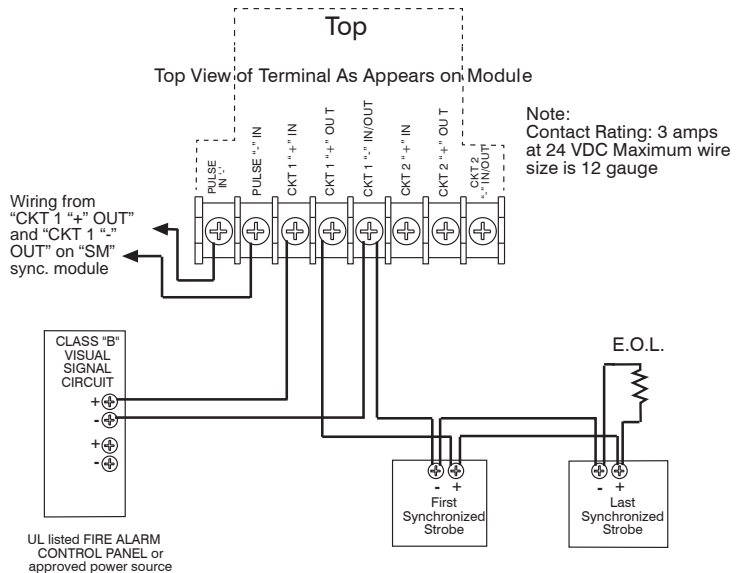 Top
Top View of Terminal As Appears on Module
Note:
Contact Rating: 3 amps
at 24 VDC Maximum wire
size is 12 gauge
PULSE
IN "-"
PULSE "-" IN
CKT 1 "+" IN
CKT 1 "+" OUT
CKT 1 "-" IN/OUT
CKT 2 "+" IN
CKT 2 "+" OUT
CKT 2
"-" IN/OUT
Wiring from
"CKT 1 "+" OUT"
and "CKT 1 "-"
OUT" on "SM"
sync. module
CLASS "B"
VISUAL
SIGNAL
CIRCUIT
+
-
+
-
E.O.L.
- +
First
Synchronized
Strobe
- +
Last
Synchronized
Strobe
UL listed FIRE ALARM
CONTROL PANEL or
approved power source